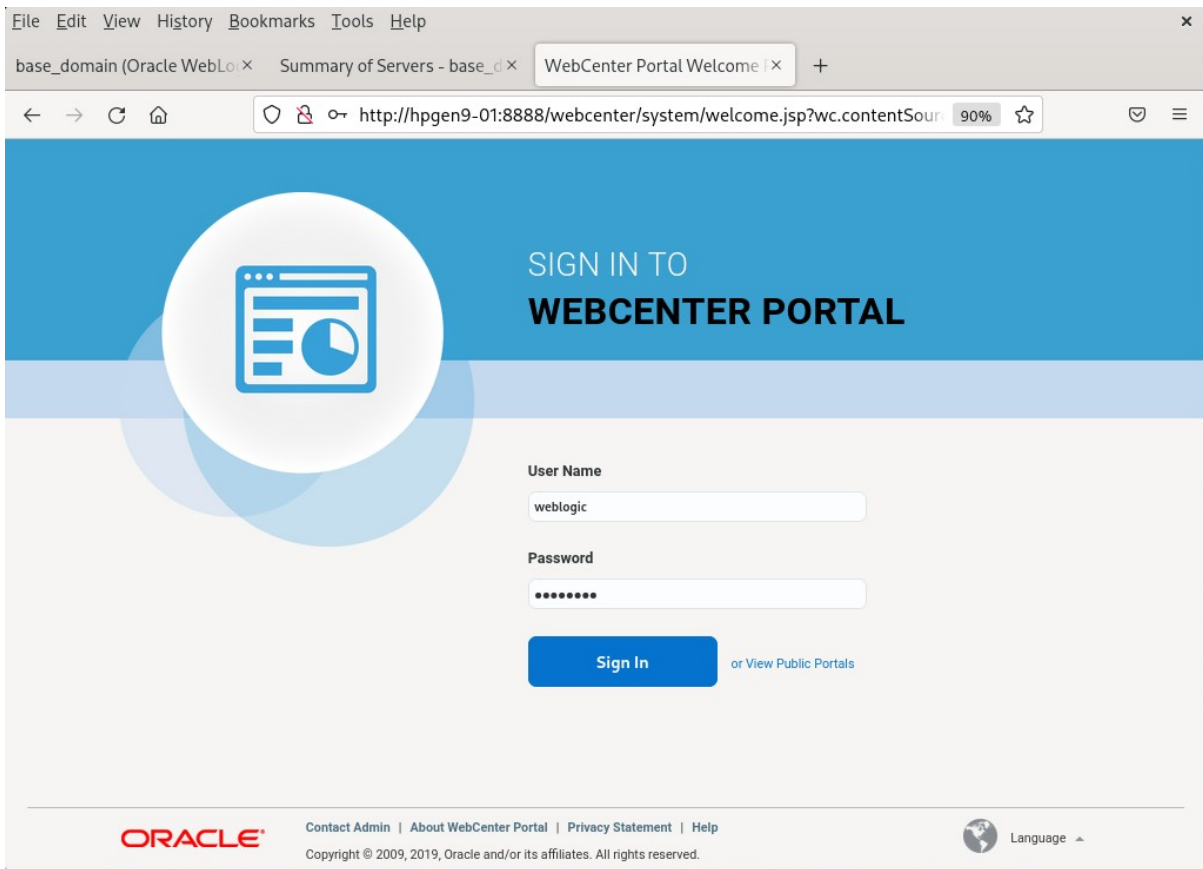 File Edit View History Bookmarks Tools Help
base_domain (Oracle WebLo Summary of Servers - base_d WebCenter Portal Welcome
http://hpgen9-01:8888/webcenter/system/welcome.jsp?wc.contentSour 90%
SIGN IN TO
WEBCENTER PORTAL
User Name
weblogic
Password
••••••••
Sign In or View Public Portals
ORACLE Contact Admin | About WebCenter Portal | Privacy Statement | Help
Language
Copyright © 2009, 2019, Oracle and/or its affiliates. All rights reserved.